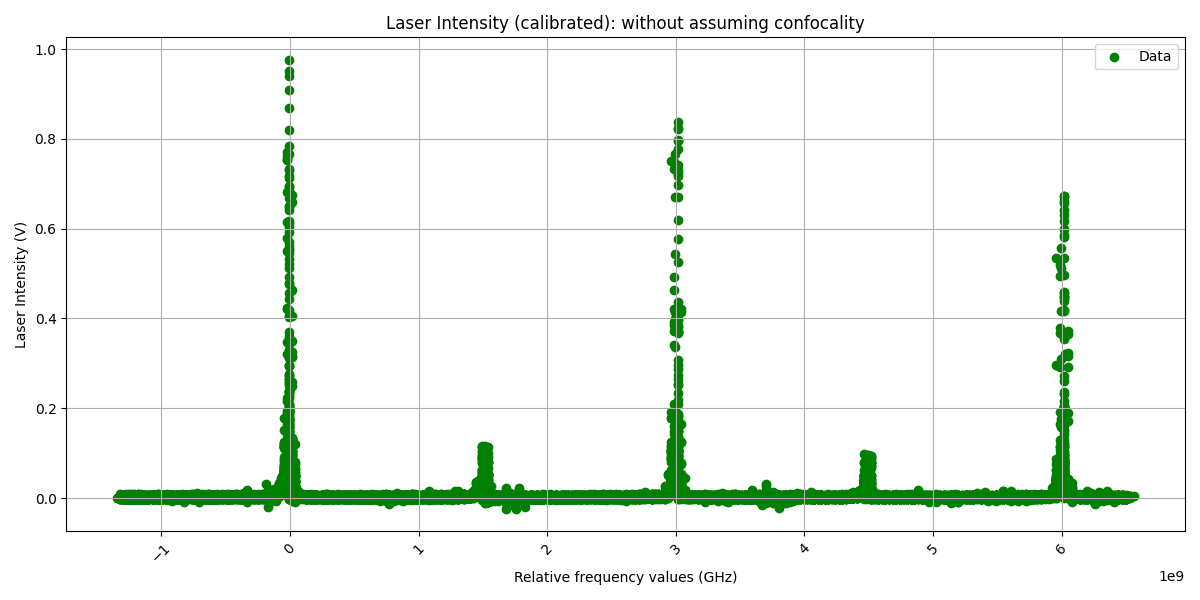 Laser Intensity (calibrated): without assuming confocality
Data
1.0
0.8
0.6
0.4
0.2
0.0
Laser Intensity (V)
−1
0
1
2
3
4
5
6
1e9
Relative frequency values (GHz)